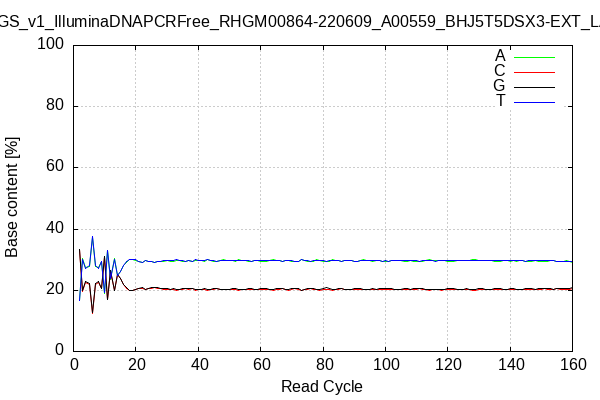 GS_v1_IlluminaDNAPCRFree_RHGM00864-220609_A00559_BHJ5T5DSX3-EXT_L
100
80
60
40
20
0
Base content [%]
A
C
G
T
0 20 40 60 80 100 120 140 160
Read Cycle